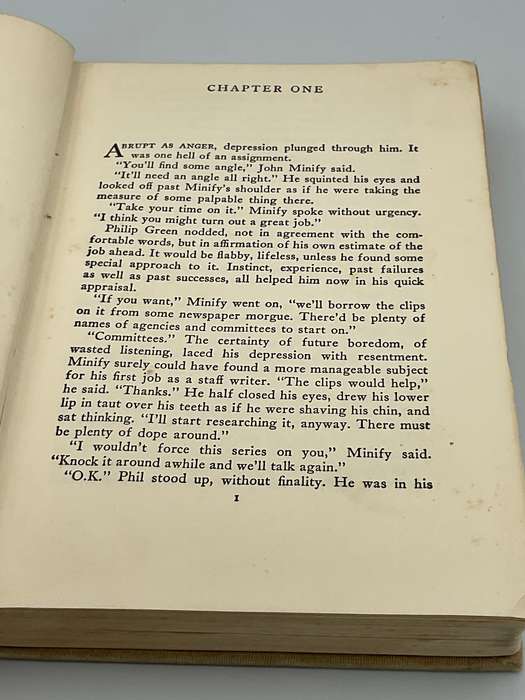 CHAPTER ONE
ABRUPT AS ANGER, depression plunged through him. It
was one hell of an assignment.
"You'll find some angle," John Minify said.
"It'll need an angle all right." He squinted his eyes and
looked off past Minify's shoulder as if he were taking the
measure of some palpable thing there.
"Take your time on it." Minify spoke without urgency.
"I think you might turn out a great job."
Philip Green nodded, not in agreement with the com-
fortable words, but in affirmation of his own estimate of the
job ahead. It would be flabby, lifeless, unless he found some
special approach to it. Instinct, experience, past failures
as well as past successes, all helped him now in his quick
appraisal.
"If you want," Minify went on, "we'll borrow the clips
on it from some newspaper morgue. There'd be plenty of
names of agencies and committees to start on."
"Committees." The certainty of future boredom, of
wasted listening, laced his depression with resentment.
Minify surely could have found a more manageable subject
for his first job as a staff writer. "The clips would help,"
he said. "Thanks." He half closed his eyes, drew his lower
lip in taut over his teeth as if he were shaving his chin, and
sat thinking. "I'll start researching it, anyway. There must
be plenty of dope around."
"I wouldn't force this series on you," Minify said.
"Knock it around awhile and we'll talk again."
"O.K." Phil stood up, without finality. He was in his
1